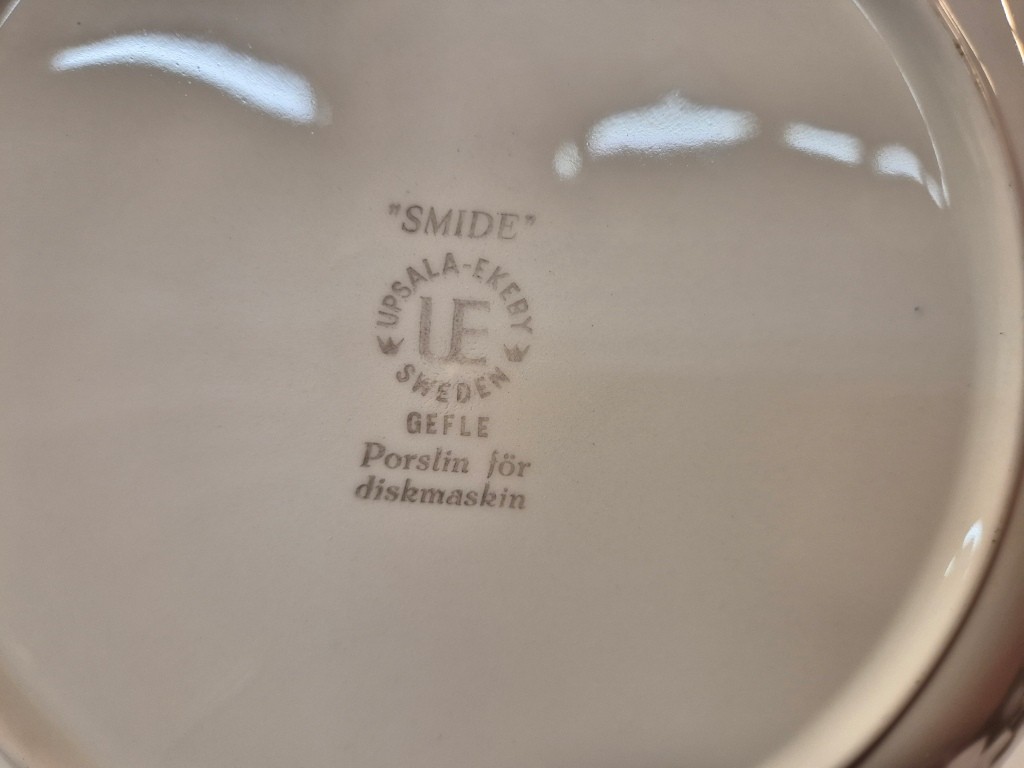 "SMIDE"
UPSALA-EKEBY
UE
SWEDEN
GEFLE
Porslin för
diskmaskin